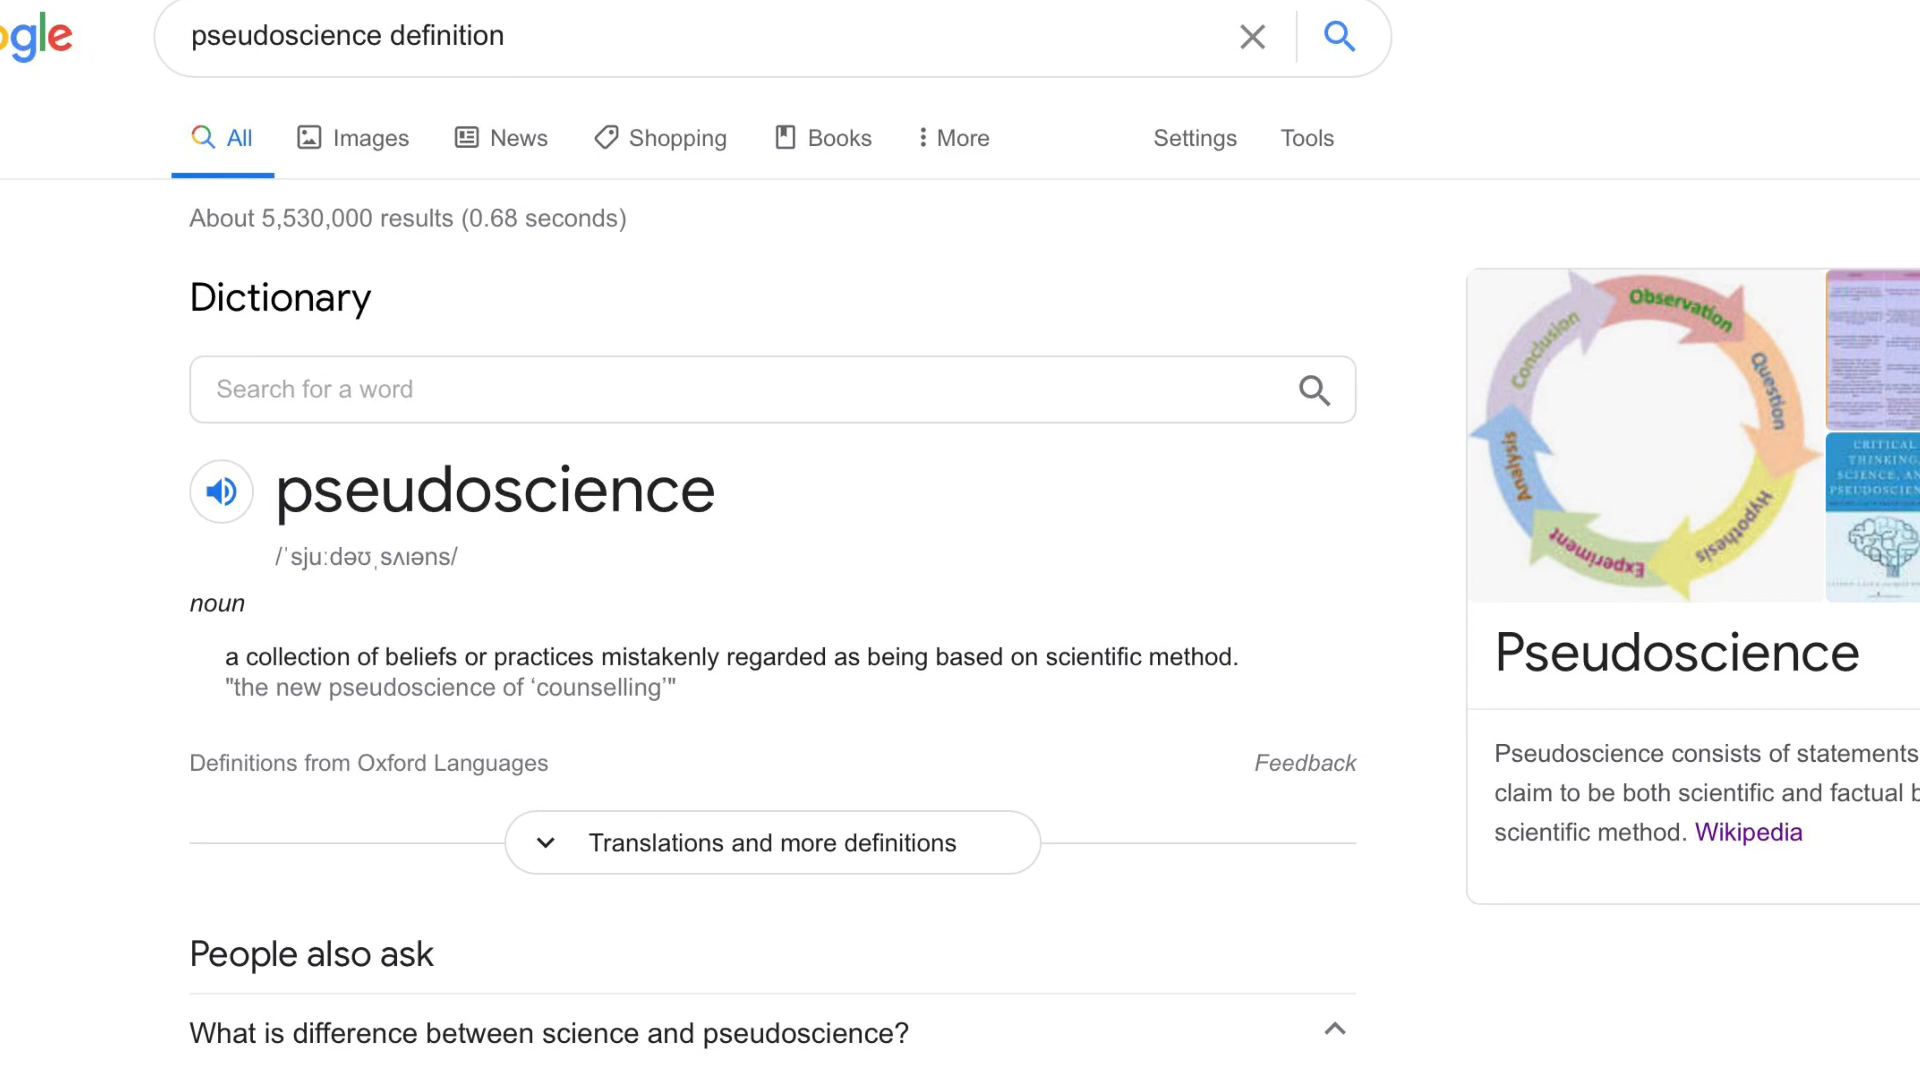 ogle
pseudoscience definition
All Images News Shopping Books More Settings Tools
About 5,530,000 results (0.68 seconds)
Dictionary
Search for a word
pseudoscience
/ˈsjuːdəʊˌsʌɪəns/
noun
a collection of beliefs or practices mistakenly regarded as being based on scientific method.
"the new pseudoscience of ‘counselling’"
Definitions from Oxford Languages
Feedback
Translations and more definitions
People also ask
What is difference between science and pseudoscience?
Observation
Question
Hypothesis
Experiment
Analysis
Conclusion
CRITICAL
THINKING,
SCIENCE, AN
PSEUDOSCIEN
Pseudoscience
Pseudoscience consists of statements
claim to be both scientific and factual b
scientific method. Wikipedia